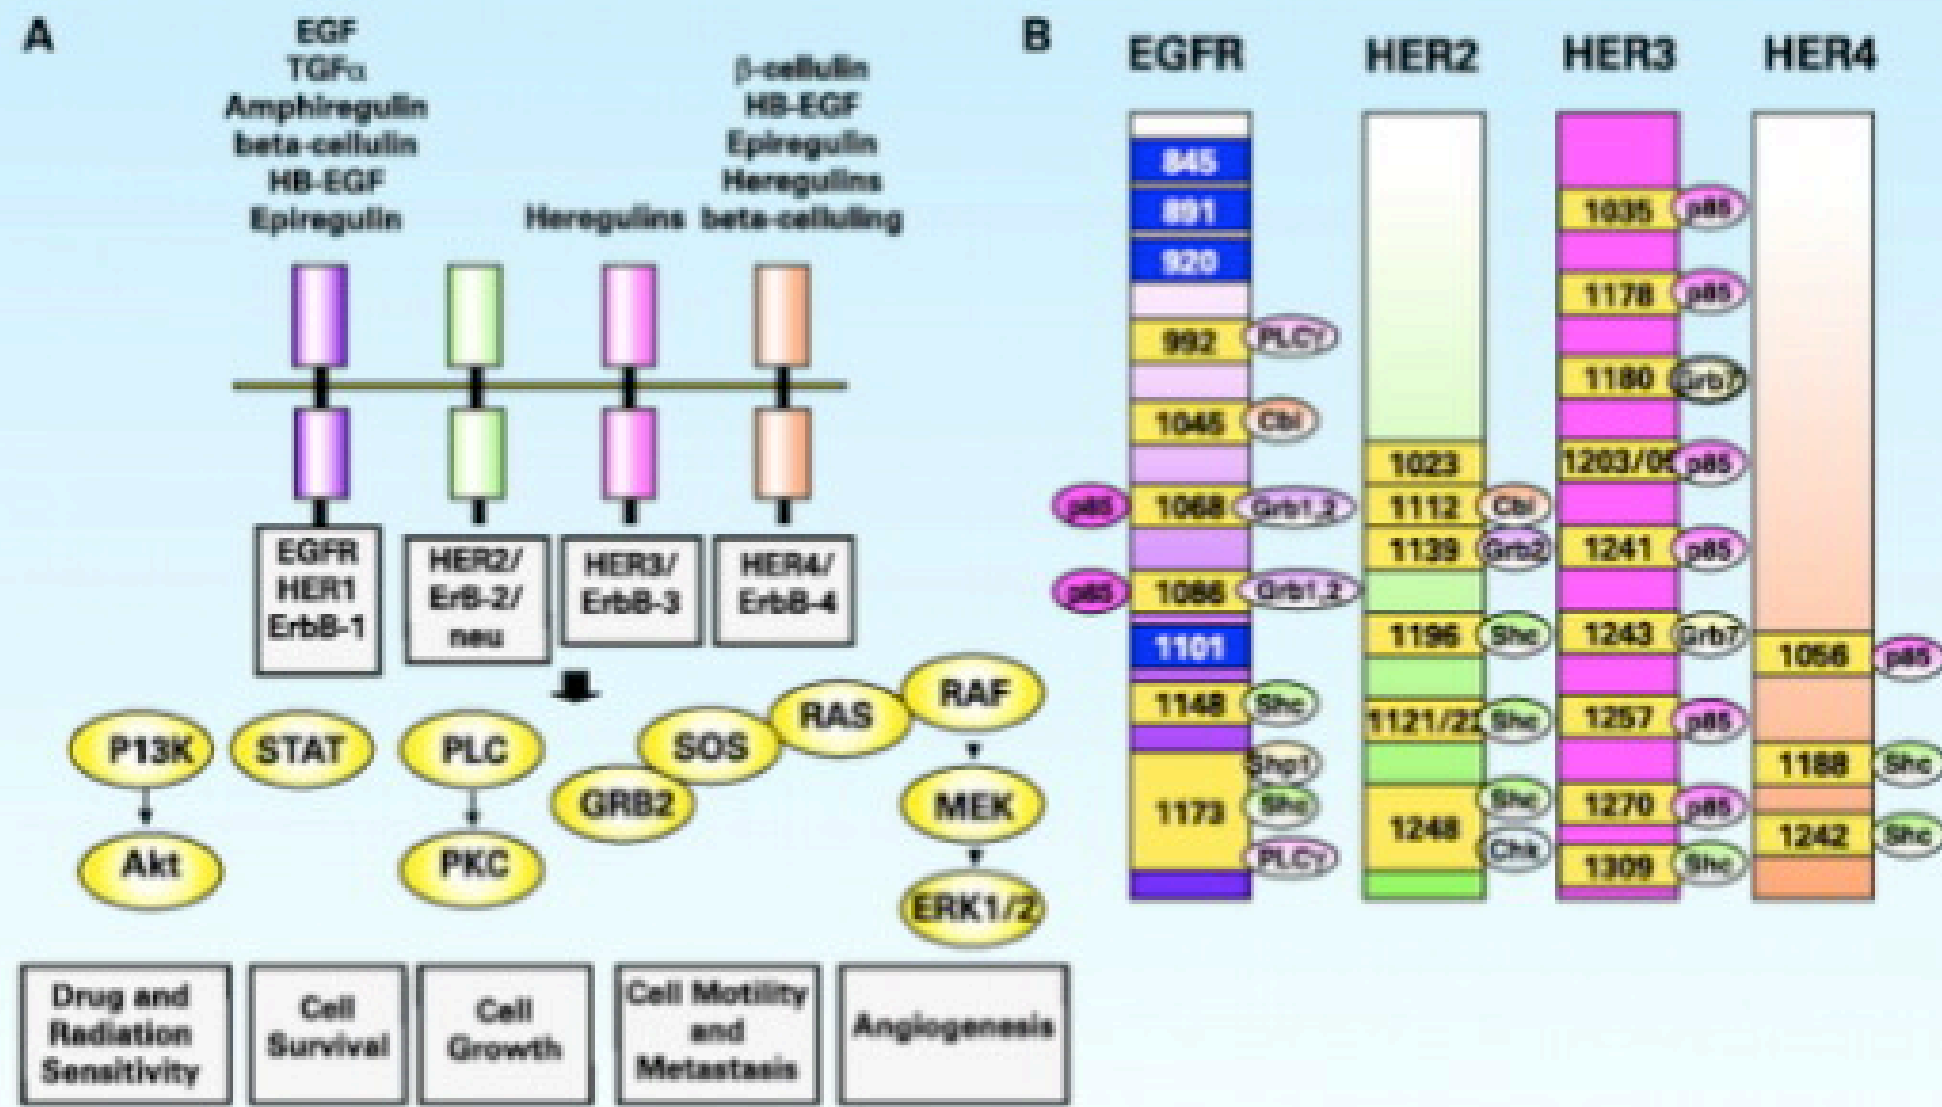 A
EGF
TGFα
Amphiregulin
beta-cellulin
HB-EGF
Epiregulin
Heregulins
β-cellulin
HB-EGF
Epiregulin
Heregulins
beta-celluling
EGFR
HER1
ErbB-1
HER2/
ErB-2/
neu
HER3/
ErbB-3
HER4/
ErbB-4
P13K
STAT
PLC
GRB2
SOS
RAS
RAF
Akt
PKC
MEK
ERK1/2
Drug and
Radiation
Sensitivity
Cell
Survival
Cell
Growth
Cell Motility
and
Metastasis
Angiogenesis
B
EGFR
845
891
920
992 PLCγ
1045 Cbl
p85 1068 Grb1,2
p85 1086 Grb1,2
1101
1148 Shc
1173
Shp1
Shc
PLCγ
HER2
1023
1112 Cbl
1139 Grb2
1196 Shc
1121/22 Shc
1248
Shc
Chk
HER3
1035 p85
1178 p85
1180 Grb7
1203/05 p85
1241 p85
1243 Grb7
1257 p85
1270 p85
1309 Shc
HER4
1056 p85
1188 Shc
1242 Shc